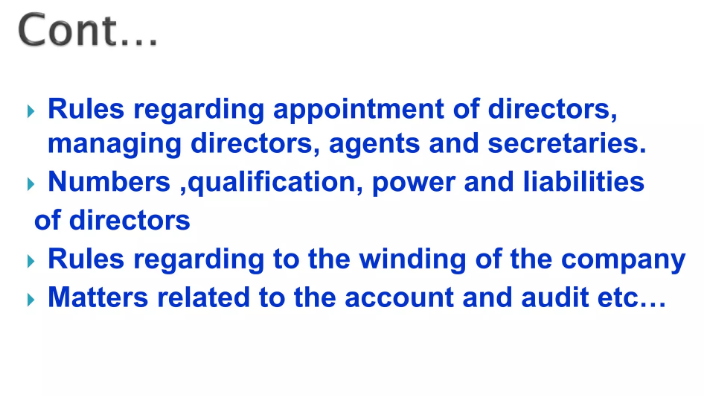 Cont...
Rules regarding appointment of directors,
managing directors, agents and secretaries.
Numbers ,qualification, power and liabilities
of directors
Rules regarding to the winding of the company
Matters related to the account and audit etc…